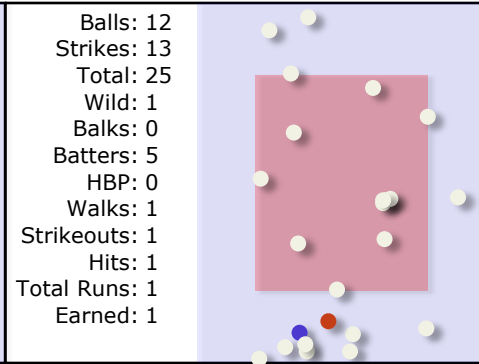 Balls: 12
Strikes: 13
Total: 25
Wild: 1
Balks: 0
Batters: 5
HBP: 0
Walks: 1
Strikeouts: 1
Hits: 1
Total Runs: 1
Earned: 1